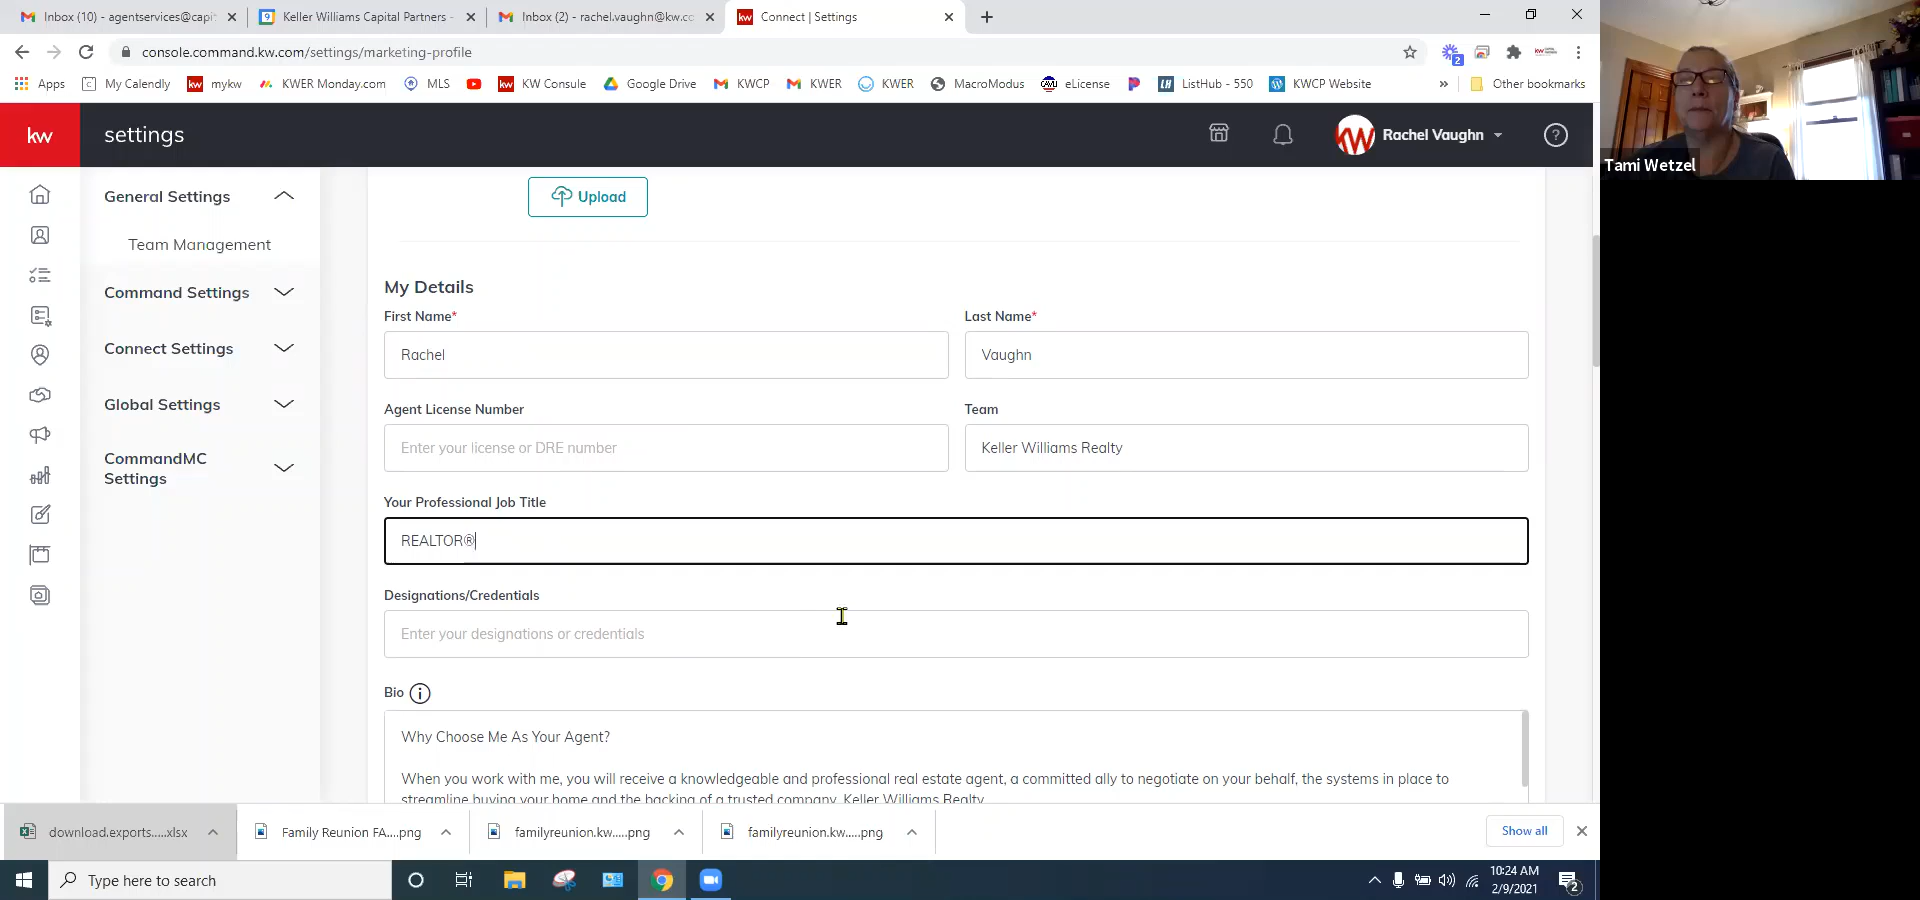 Inbox (10) - agentservices@capit
Keller Williams Capital Partners -
Inbox (2) - rachel.vaughn@kw.co
kw Connect | Settings
console.command.kw.com/settings/marketing-profile
Apps
My Calendly
kw mykw
KWER Monday.com
MLS
kw KW Consule
Google Drive
KWCP
KWER
KWER
MacroModus
eLicense
LH ListHub - 550
KWCP Website
Other bookmarks
kw
settings
KW Rachel Vaughn
Tami Wetzel
General Settings
Team Management
Command Settings
Connect Settings
Global Settings
CommandMC
Settings
Upload
My Details
First Name*
Last Name*
Rachel
Vaughn
Agent License Number
Team
Enter your license or DRE number
Keller Williams Realty
Your Professional Job Title
REALTOR®
Designations/Credentials
Enter your designations or credentials
Bio
Why Choose Me As Your Agent?
When you work with me, you will receive a knowledgeable and professional real estate agent, a committed ally to negotiate on your behalf, the systems in place to
streamline buying your home and the backing of a trusted company, Keller Williams Realty.
download.exports.....xlsx
Family Reunion FA....png
familyreunion.kw.....png
familyreunion.kw.....png
Show all
Type here to search
10:24 AM
2/9/2021
2